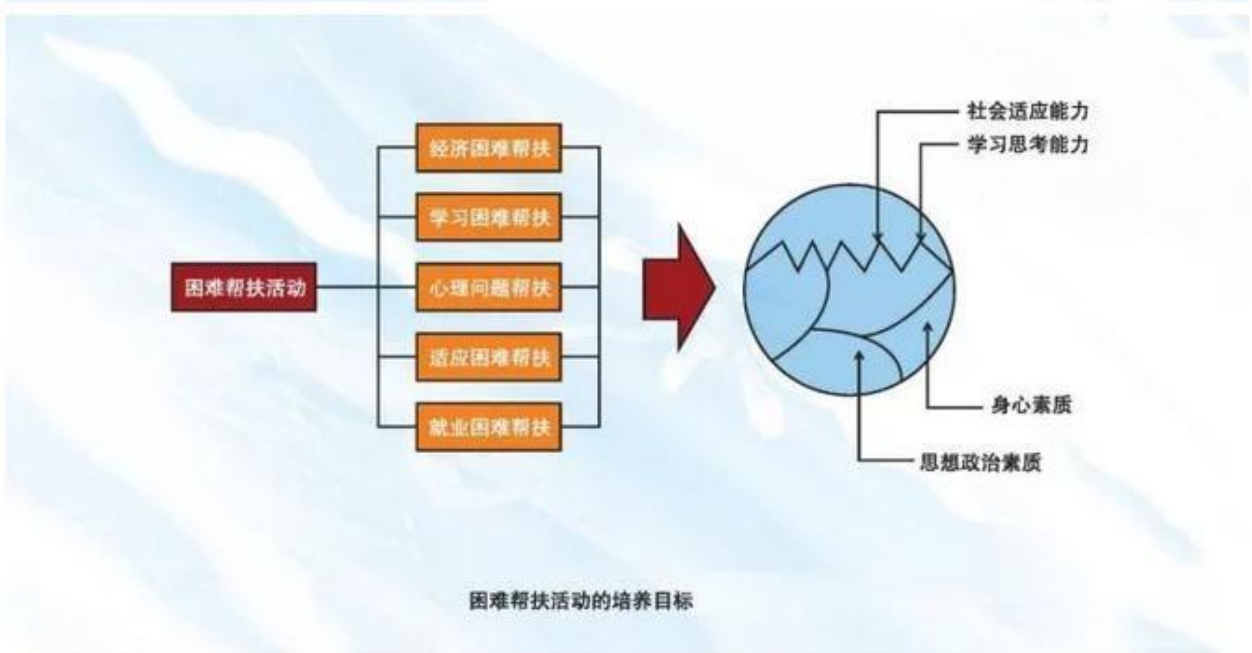 困难帮扶活动
经济困难帮扶
学习困难帮扶
心理问题帮扶
适应困难帮扶
就业困难帮扶
社会适应能力
学习思考能力
身心素质
思想政治素质
困难帮扶活动的培养目标